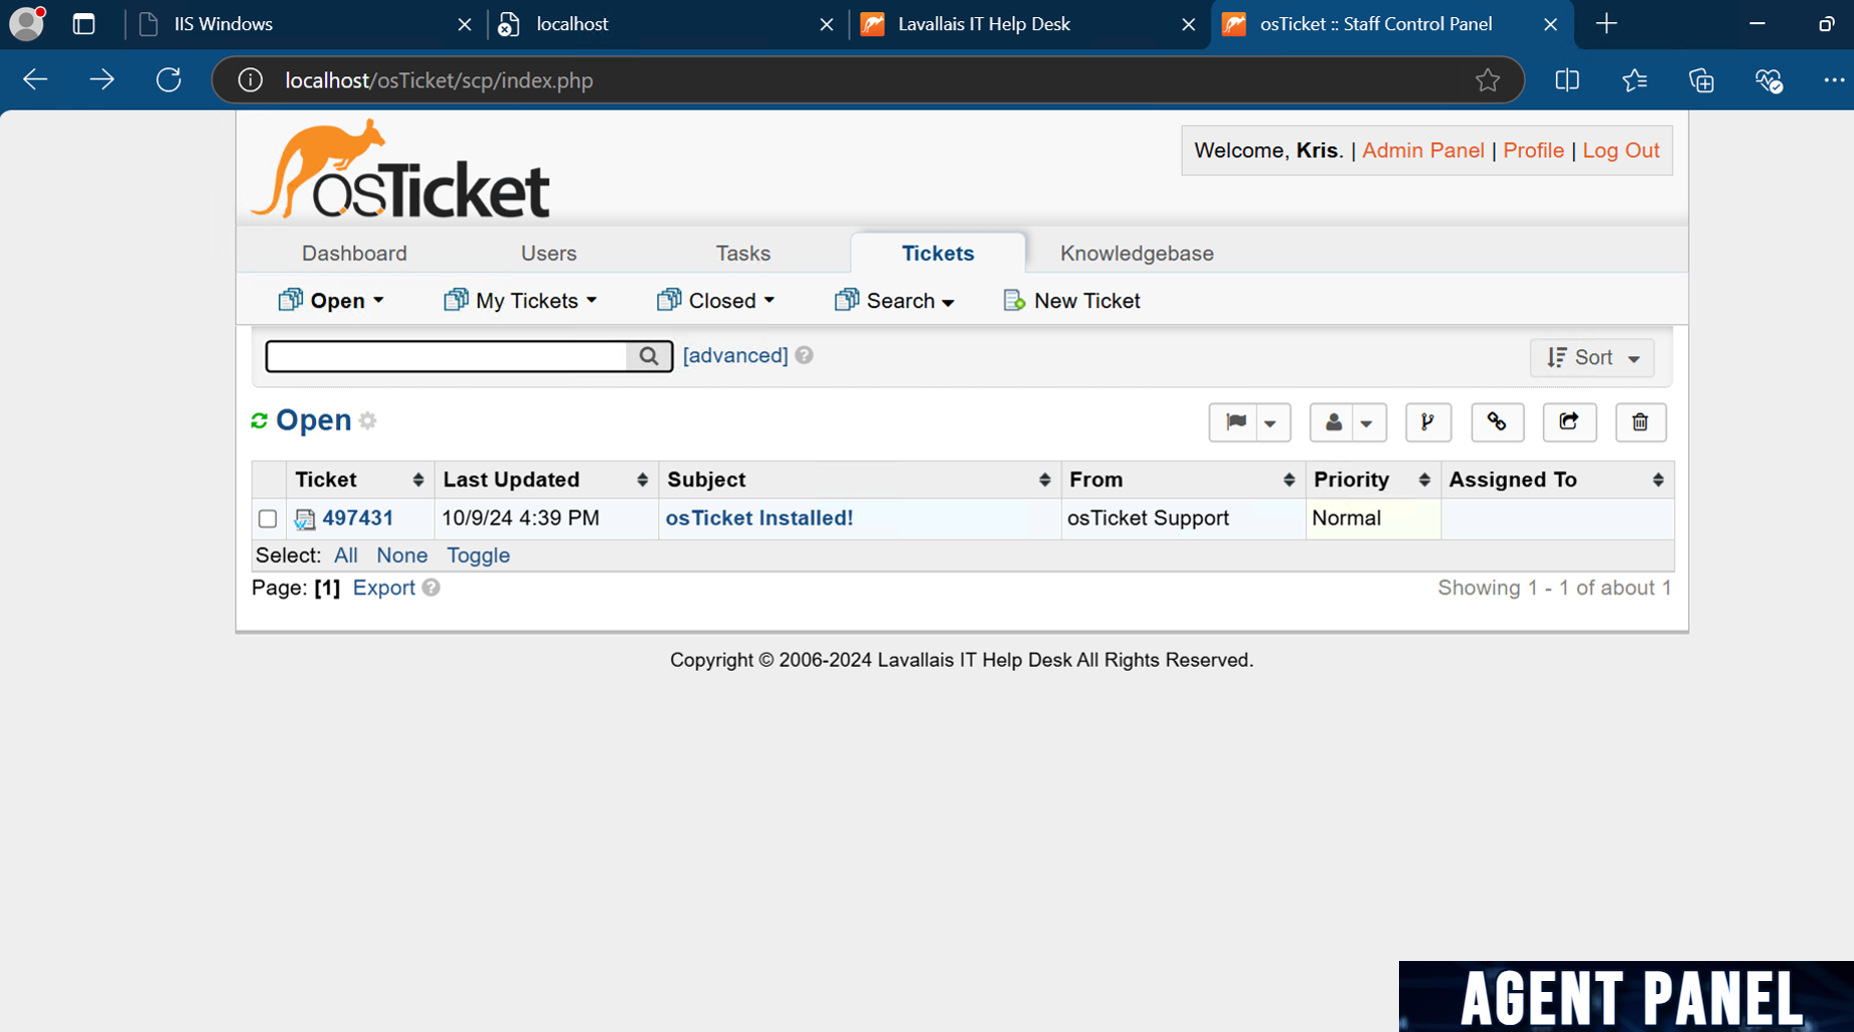 IIS Windows
localhost
Lavallais IT Help Desk
osTicket :: Staff Control Panel
localhost/osTicket/scp/index.php
osTicket
Welcome, Kris. | Admin Panel | Profile | Log Out
Dashboard Users Tasks Tickets Knowledgebase
Open My Tickets Closed Search New Ticket
[advanced] ?
Sort
Open
Ticket Last Updated Subject From Priority Assigned To
497431 10/9/24 4:39 PM osTicket Installed! osTicket Support Normal
Select: All None Toggle
Page: [1] Export ? Showing 1 - 1 of about 1
Copyright © 2006-2024 Lavallais IT Help Desk All Rights Reserved.
AGENT PANEL